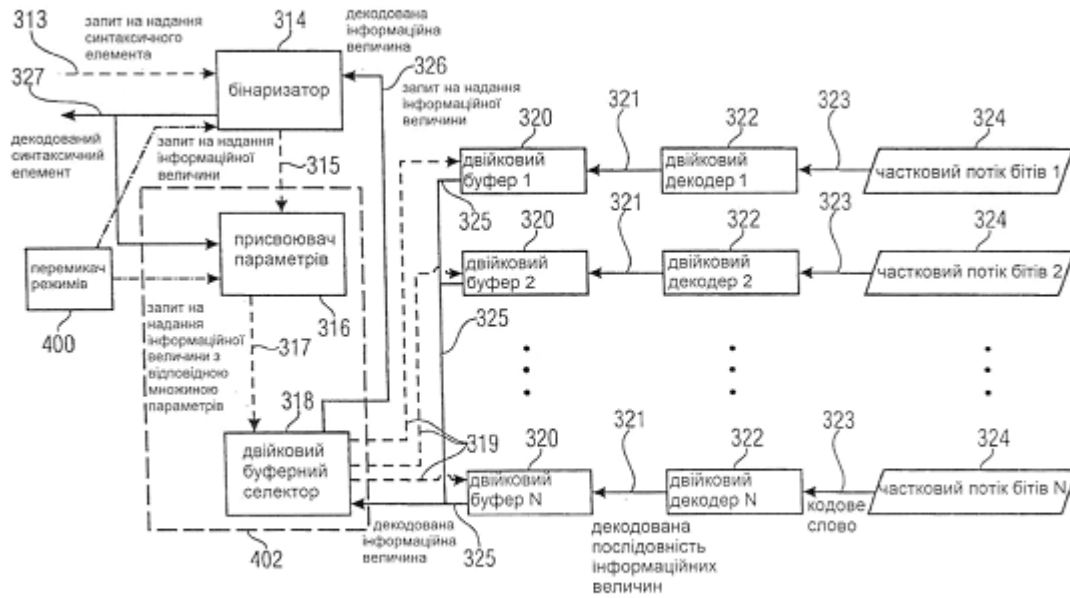 313
запит на надання
синтаксичного
елемента
314
декодована
інформаційна
величина
327
бінаризатор
326
запит на надання
інформаційної
величини
декодований
синтаксичний
елемент
запит на надання
інформаційної
величини
315
320
321
322
323
324
двійковий
буфер 1
двійковий
декодер 1
частковий потік бітів 1
325
320
321
322
323
324
двійковий
буфер 2
двійковий
декодер 2
частковий потік бітів 2
перемикач
режимів
400
присвоювач
параметрів
316
запит на
надання
інформаційної
величини з
відповідною
множиною
параметрів
317
325
318
двійковий
буферний
селектор
319
320
321
322
323
324
двійковий
буфер N
двійковий
декодер N
частковий потік бітів N
кодове
слово
402
декодована
інформаційна
величина
325
декодована
послідовність
інформаційних
величин